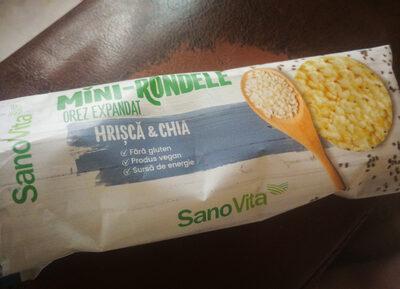 MINI-RONDELE
OREZ EXPANDAT
HRIȘCĂ & CHIA
Fără gluten
Produs vegan
Sursă de energie
SanoVita
SanoVita